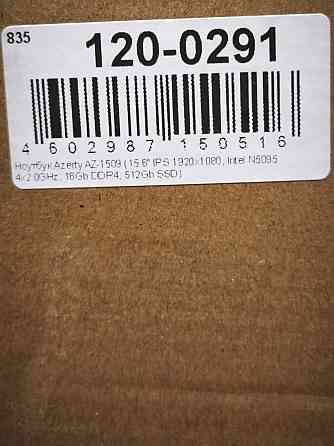 835
120-0291
4 602987 150516
Ноутбук Azerty AZ-1509 (15.6" IPS 1920x1080, Intel N5095
4x2.0GHz, 16Gb DDR4, 512Gb SSD)